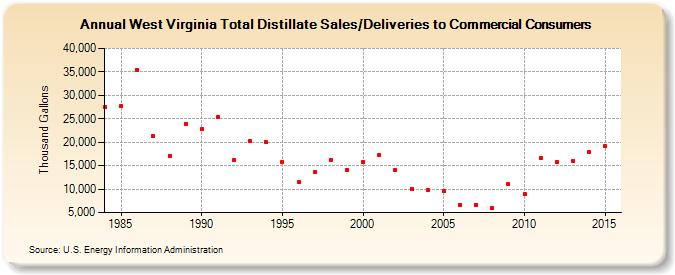 Annual West Virginia Total Distillate Sales/Deliveries to Commercial Consumers
Thousand Gallons
40,000
35,000
30,000
25,000
20,000
15,000
10,000
5,000
1985 1990 1995 2000 2005 2010 2015
Source: U.S. Energy Information Administration